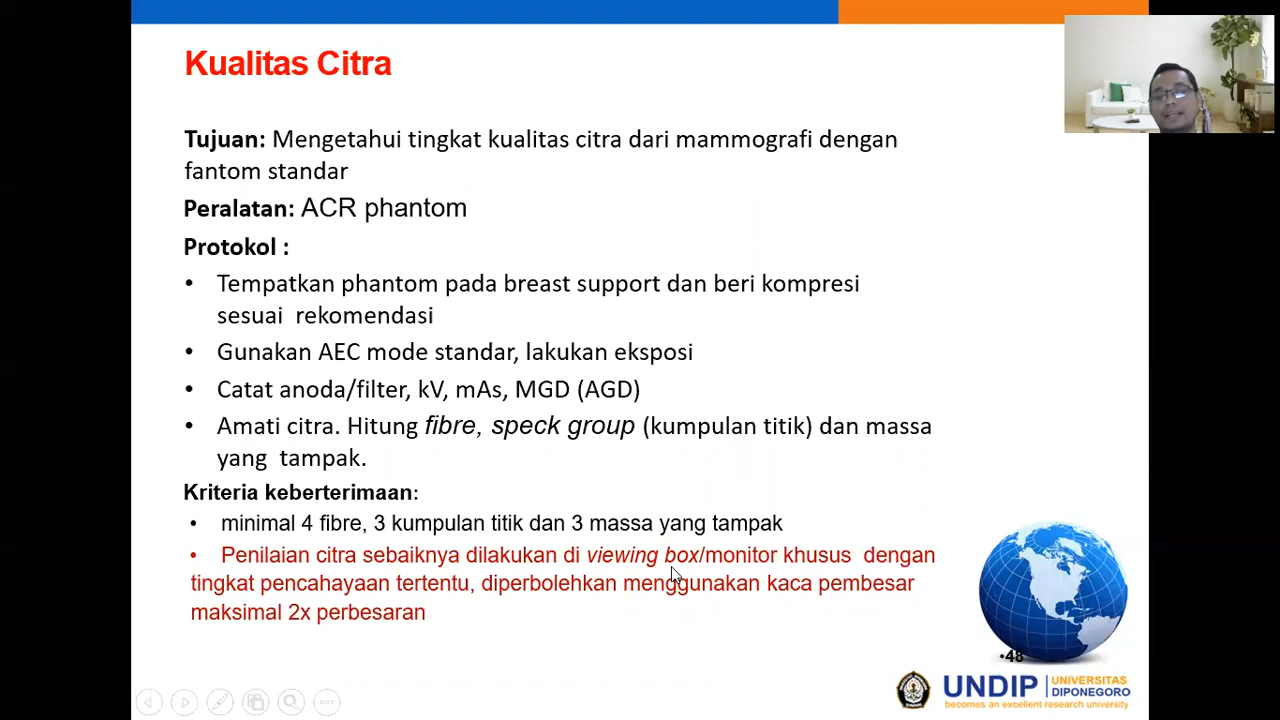 Kualitas Citra
Tujuan: Mengetahui tingkat kualitas citra dari mammografi dengan
fantom standar
Peralatan: ACR phantom
Protokol :
• Tempatkan phantom pada breast support dan beri kompresi
sesuai rekomendasi
• Gunakan AEC mode standar, lakukan eksposi
• Catat anoda/filter, kV, mAs, MGD (AGD)
• Amati citra. Hitung fibre, speck group (kumpulan titik) dan massa
yang tampak.
Kriteria keberterimaan:
• minimal 4 fibre, 3 kumpulan titik dan 3 massa yang tampak
• Penilaian citra sebaiknya dilakukan di viewing box/monitor khusus dengan
tingkat pencahayaan tertentu, diperbolehkan menggunakan kaca pembesar
maksimal 2x perbesaran
•48
UNDIP
UNIVERSITAS
DIPONEGORO
becomes an excellent research university